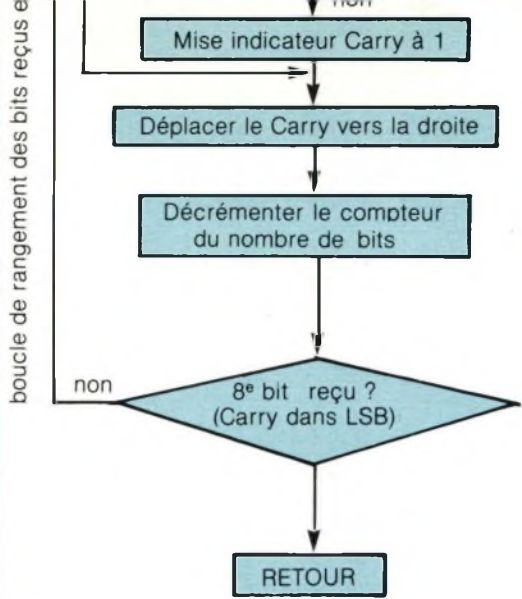 non
Mise indicateur Carry à 1
Déplacer le Carry vers la droite
Décrémenter le compteur
du nombre de bits
non
8e bit reçu ?
(Carry dans LSB)
RETOUR
boucle de rangement des bits reçus e